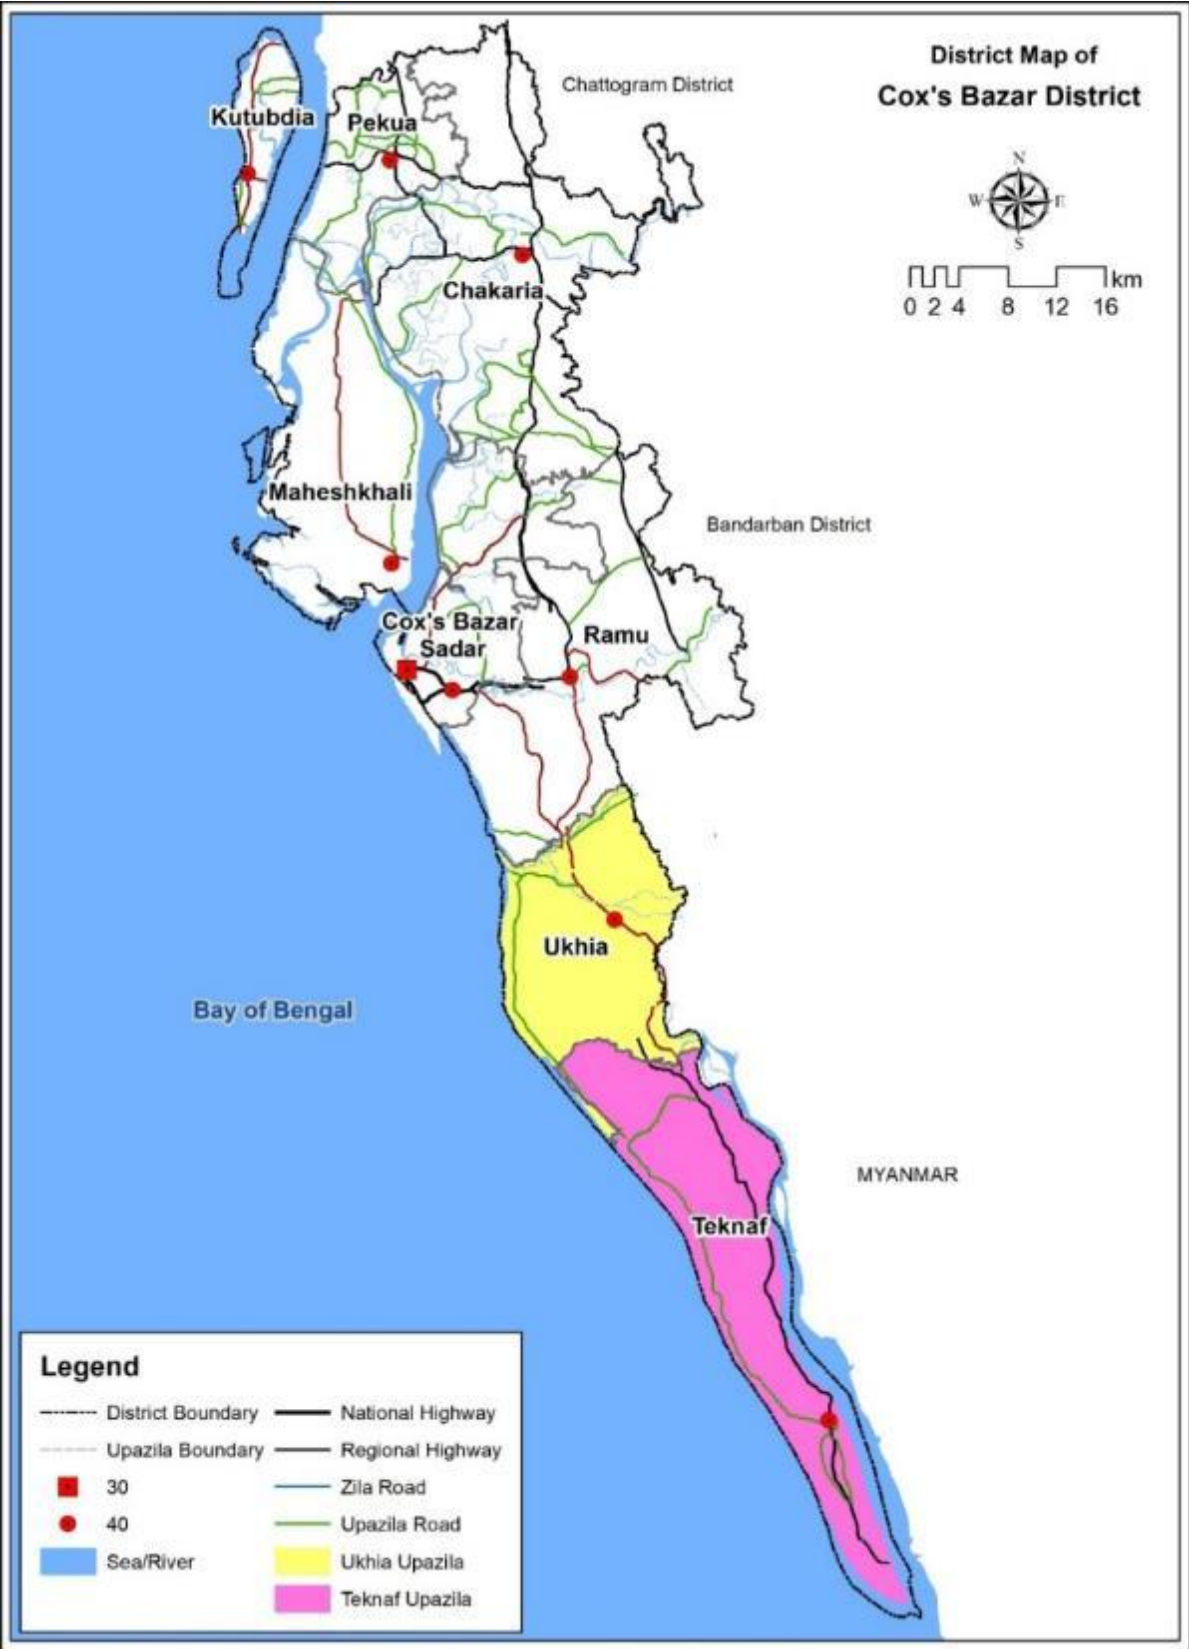 District Map of
Cox's Bazar District
Chattogram District
Kutubdia
Pekua
N
W E
S
km
0 2 4 8 12 16
Chakaria
Maheshkhali
Bandarban District
Cox's Bazar
Sadar
Ramu
Ukhia
Bay of Bengal
MYANMAR
Teknaf
Legend
District Boundary
National Highway
Upazila Boundary
Regional Highway
30
Zila Road
40
Upazila Road
Sea/River
Ukhia Upazila
Teknaf Upazila